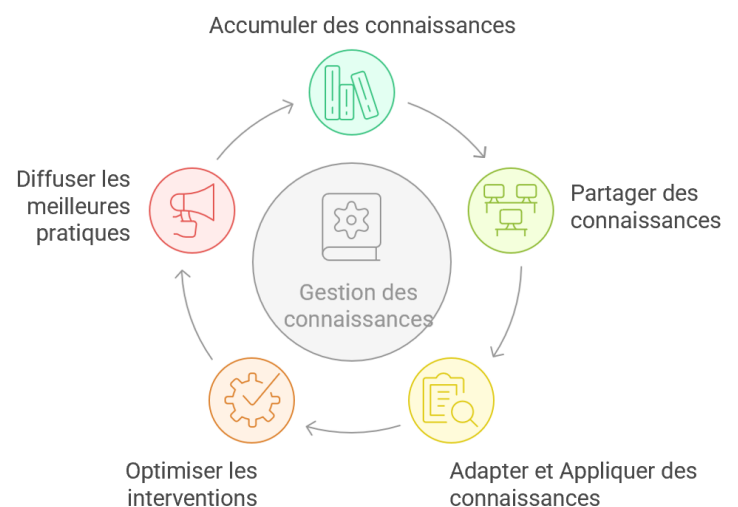 Accumuler des connaissances
Partager des
connaissances
Adapter et Appliquer des
connaissances
Optimiser les
interventions
Diffuser les
meilleures
pratiques
Gestion des
connaissances